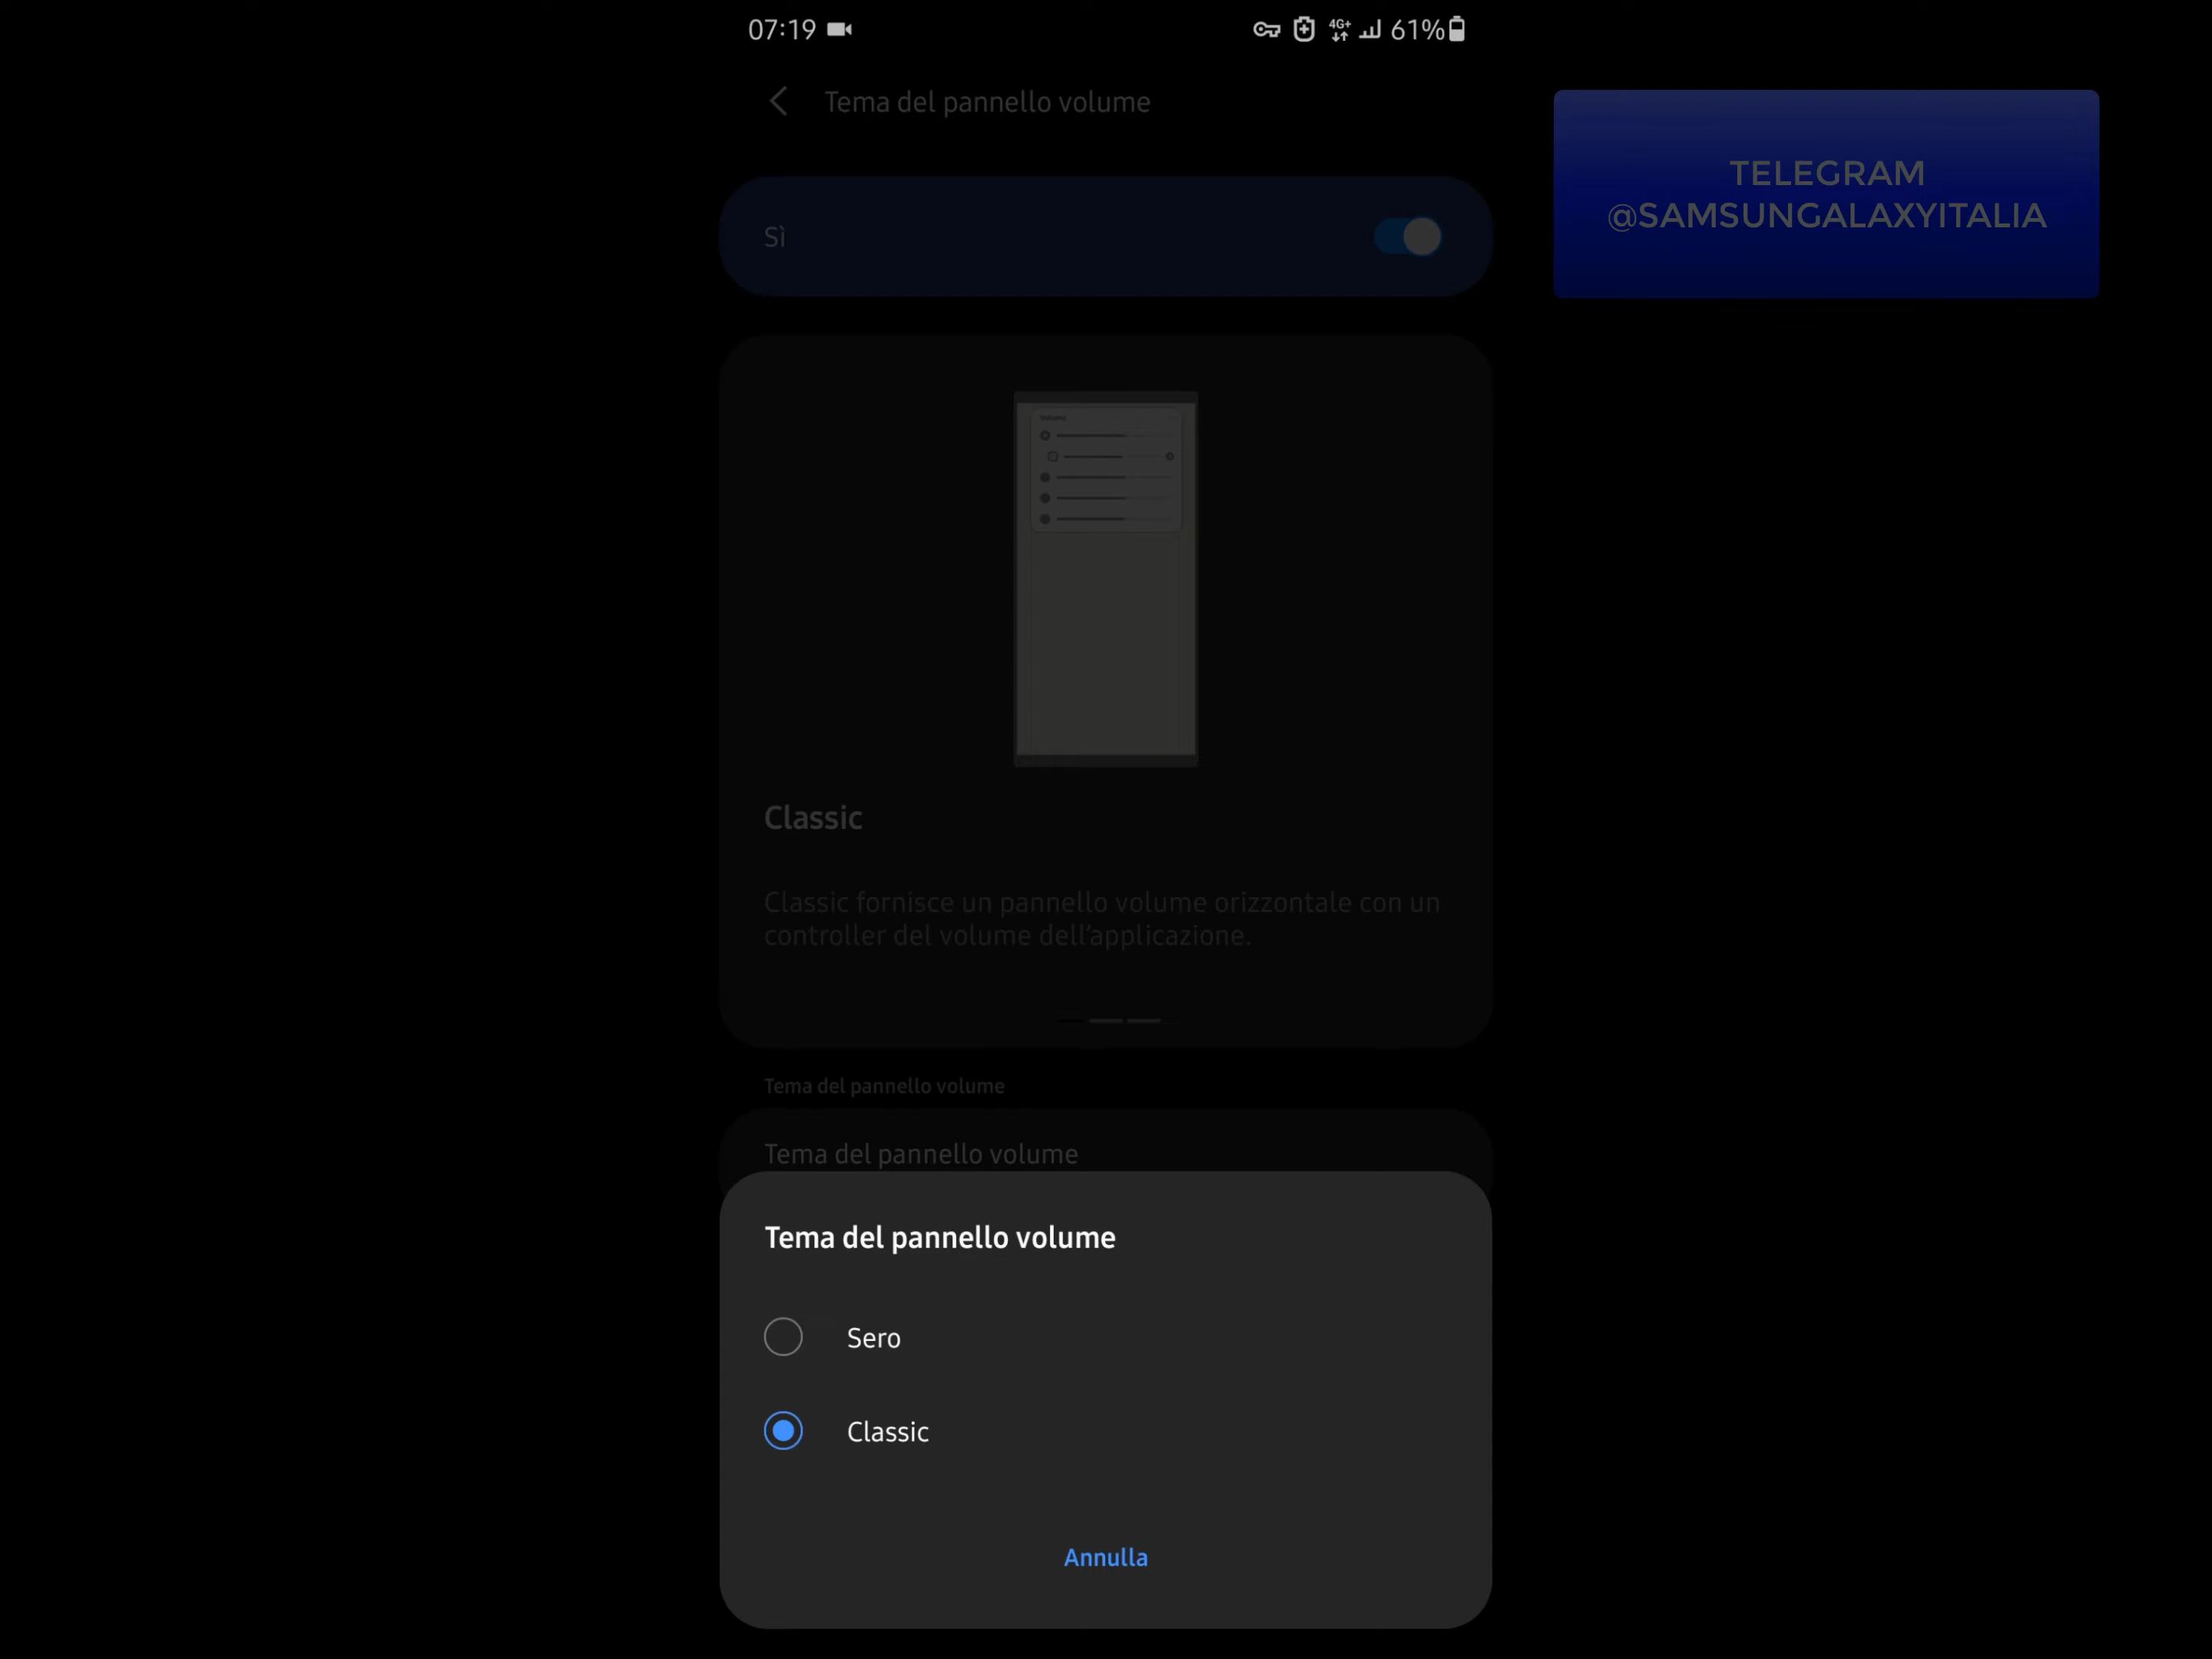 07:19
4G+
61%
Tema del pannello volume
TELEGRAM
@SAMSUNGALAXYITALIA
Sì
Volume
Classic
Classic fornisce un pannello volume orizzontale con un
controller del volume dell'applicazione.
Tema del pannello volume
Tema del pannello volume
Tema del pannello volume
Sero
Classic
Annulla